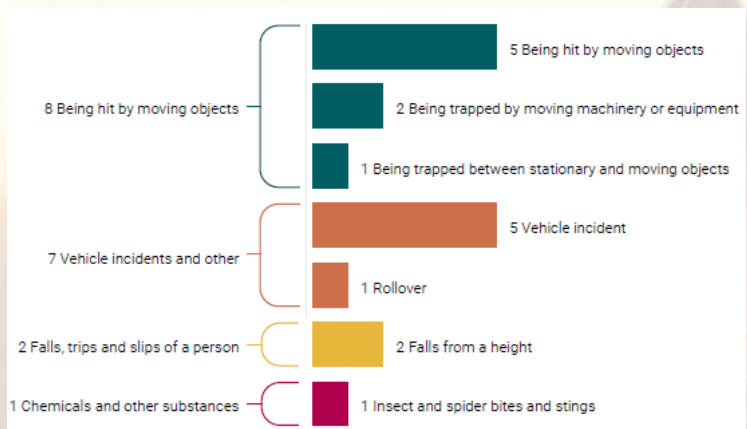 5 Being hit by moving objects
8 Being hit by moving objects
2 Being trapped by moving machinery or equipment
1 Being trapped between stationary and moving objects
5 Vehicle incident
7 Vehicle incidents and other
1 Rollover
2 Falls, trips and slips of a person
2 Falls from a height
1 Chemicals and other substances
1 Insect and spider bites and stings